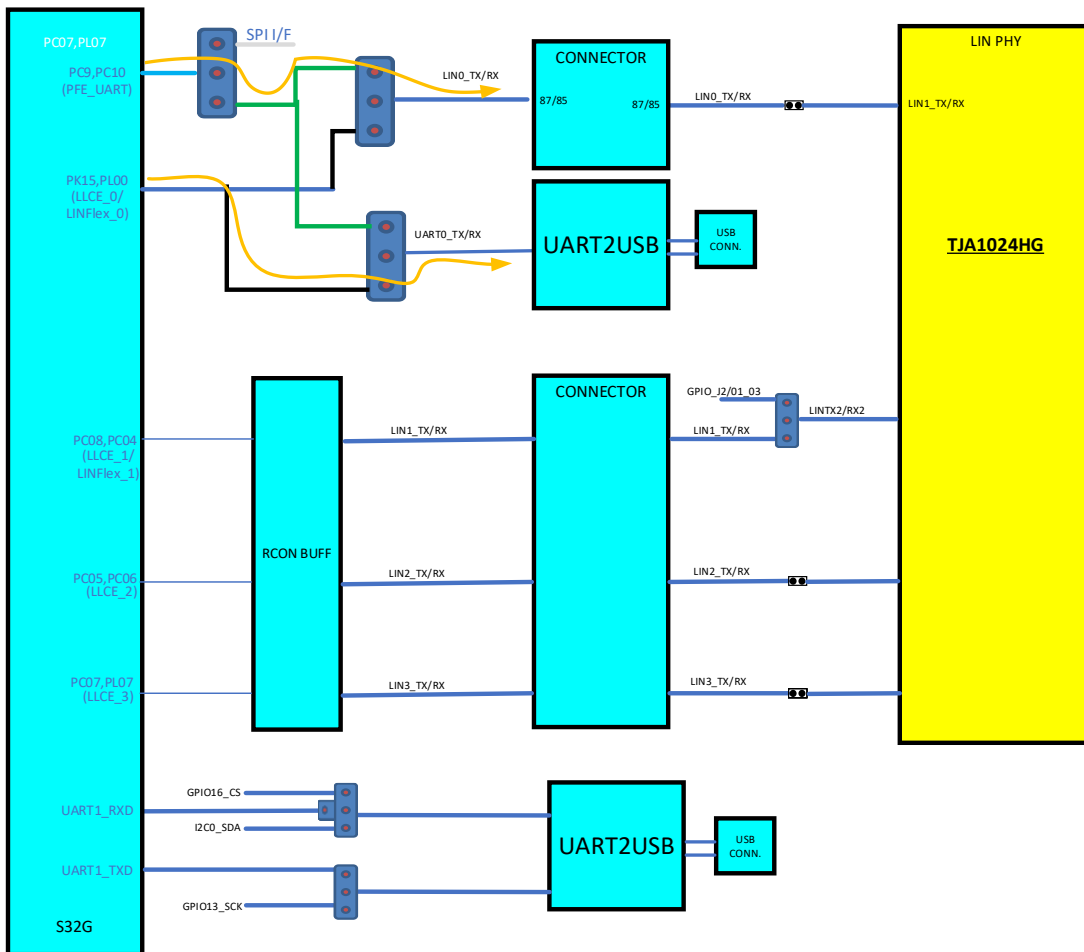 PC07,PL07
PC9,PC10
(PFE_UART)
SPI I/F
LIN0_TX/RX
CONNECTOR
87/85
87/85
LIN0_TX/RX
LIN PHY
LIN1_TX/RX
PK15,PL00
(LLCE_0/
LINFlex_0)
UART0_TX/RX
UART2USB
USB
CONN.
TJA1024HG
PC08,PC04
(LLCE_1/
LINFlex_1)
RCON BUFF
LIN1_TX/RX
CONNECTOR
GPIO_J2/01_03
LIN1_TX/RX
LINTX2/RX2
PC05,PC06
(LLCE_2)
LIN2_TX/RX
LIN2_TX/RX
PC07,PL07
(LLCE_3)
LIN3_TX/RX
LIN3_TX/RX
UART1_RXD
GPIO16_CS
I2C0_SDA
UART1_TXD
GPIO13_SCK
UART2USB
USB
CONN.
S32G